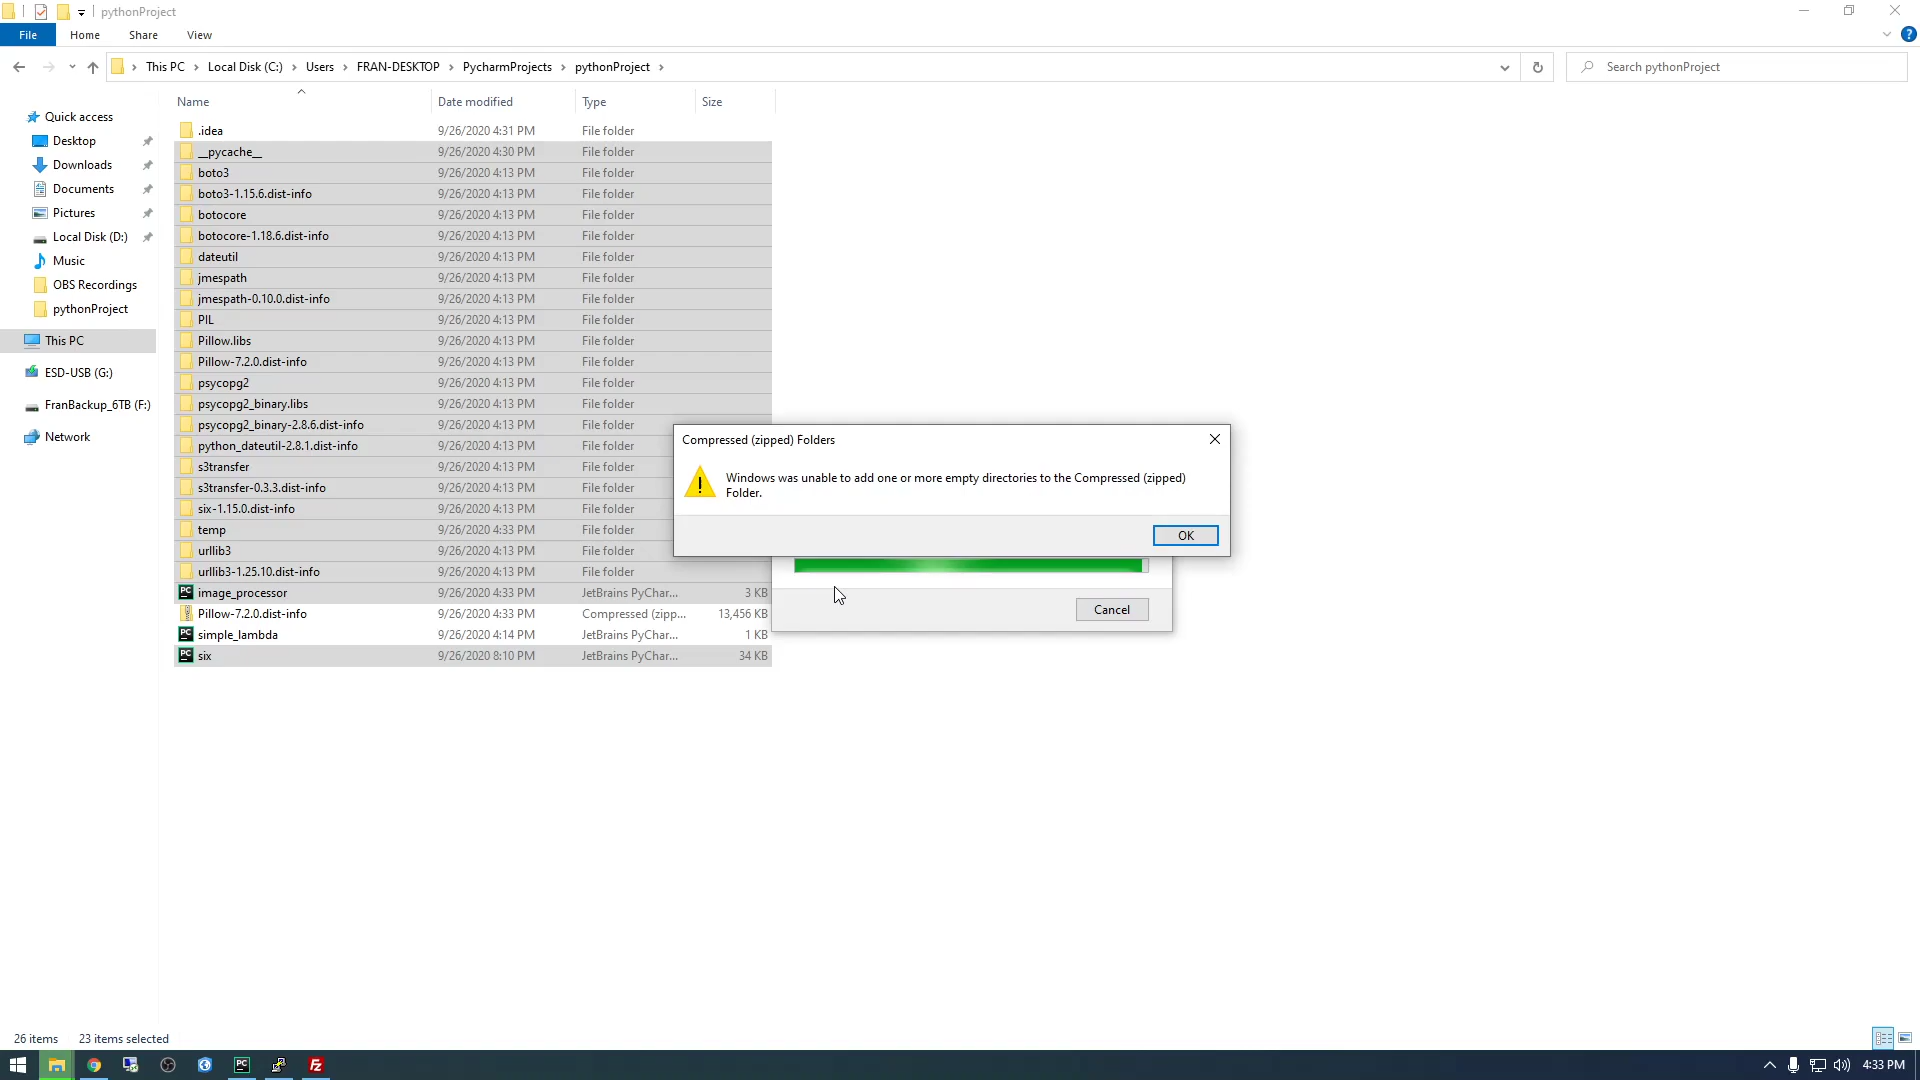 pythonProject
File Home Share View
This PC Local Disk (C:) Users FRAN-DESKTOP PycharmProjects pythonProject
Search pythonProject
Name Date modified Type Size
Quick access
Desktop
Downloads
Documents
Pictures
Local Disk (D:)
Music
OBS Recordings
pythonProject
This PC
ESD-USB (G:)
FranBackup_6TB (F:)
Network
.idea 9/26/2020 4:31 PM File folder
__pycache__ 9/26/2020 4:30 PM File folder
boto3 9/26/2020 4:13 PM File folder
boto3-1.15.6.dist-info 9/26/2020 4:13 PM File folder
botocore 9/26/2020 4:13 PM File folder
botocore-1.18.6.dist-info 9/26/2020 4:13 PM File folder
dateutil 9/26/2020 4:13 PM File folder
jmespath 9/26/2020 4:13 PM File folder
jmespath-0.10.0.dist-info 9/26/2020 4:13 PM File folder
PIL 9/26/2020 4:13 PM File folder
Pillow.libs 9/26/2020 4:13 PM File folder
Pillow-7.2.0.dist-info 9/26/2020 4:13 PM File folder
psycopg2 9/26/2020 4:13 PM File folder
psycopg2_binary.libs 9/26/2020 4:13 PM File folder
psycopg2_binary-2.8.6.dist-info 9/26/2020 4:13 PM File folder
python_dateutil-2.8.1.dist-info 9/26/2020 4:13 PM File folder
s3transfer 9/26/2020 4:13 PM File folder
s3transfer-0.3.3.dist-info 9/26/2020 4:13 PM File folder
six-1.15.0.dist-info 9/26/2020 4:13 PM File folder
temp 9/26/2020 4:33 PM File folder
urllib3 9/26/2020 4:13 PM File folder
urllib3-1.25.10.dist-info 9/26/2020 4:13 PM File folder
image_processor 9/26/2020 4:33 PM JetBrains PyChar... 3 KB
Pillow-7.2.0.dist-info 9/26/2020 4:33 PM Compressed (zipp... 13,456 KB
simple_lambda 9/26/2020 4:14 PM JetBrains PyChar... 1 KB
six 9/26/2020 8:10 PM JetBrains PyChar... 34 KB
Compressed (zipped) Folders
Windows was unable to add one or more empty directories to the Compressed (zipped)
Folder.
OK
Cancel
26 items 23 items selected
4:33 PM